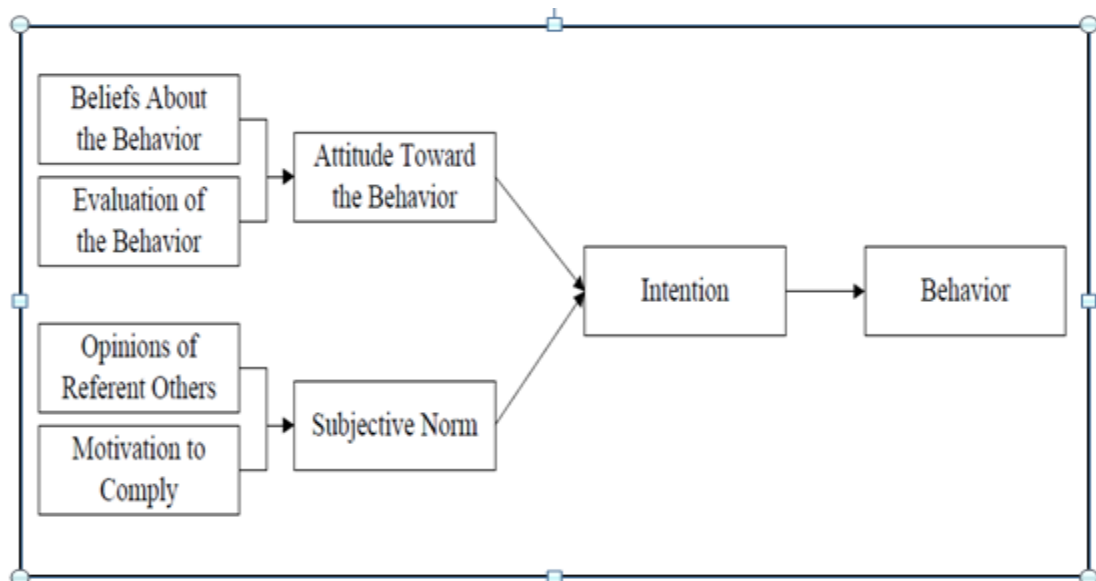 Beliefs About
the Behavior
Evaluation of
the Behavior
Attitude Toward
the Behavior
Opinions of
Referent Others
Motivation to
Comply
Subjective Norm
Intention
Behavior